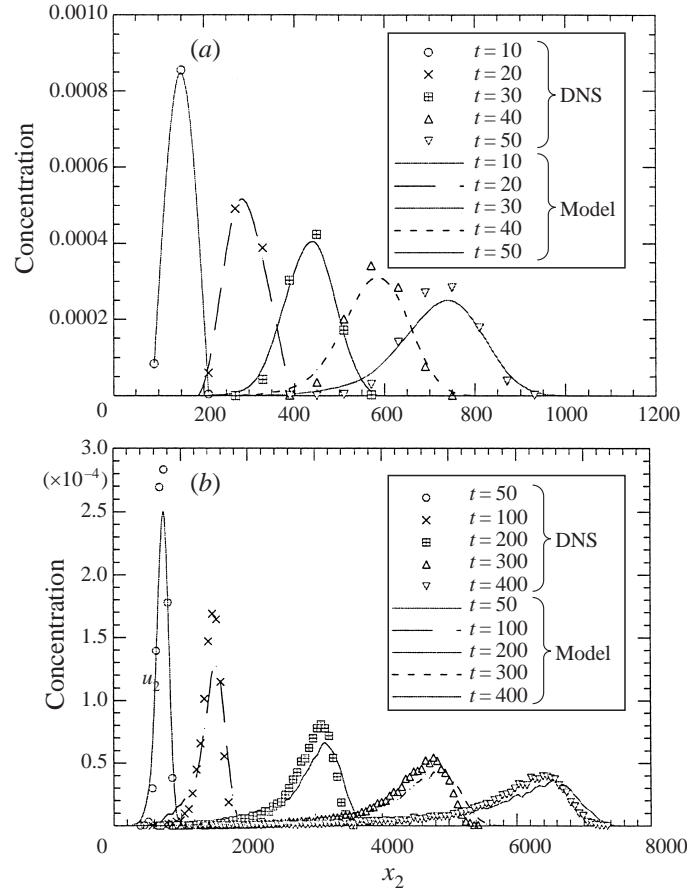 0.0010
(a)
0.0008
0.0006
0.0004
0.0002
0
Concentration
t = 10
t = 20
t = 30
t = 40
t = 50
DNS
t = 10
t = 20
t = 30
t = 40
t = 50
Model
0 200 400 600 800 1000 1200
3.0
(×10⁻⁴)
(b)
2.5
2.0
1.5
1.0
0.5
0
Concentration
u₂
t = 50
t = 100
t = 200
t = 300
t = 400
DNS
t = 50
t = 100
t = 200
t = 300
t = 400
Model
0 2000 4000 6000 8000
x₂